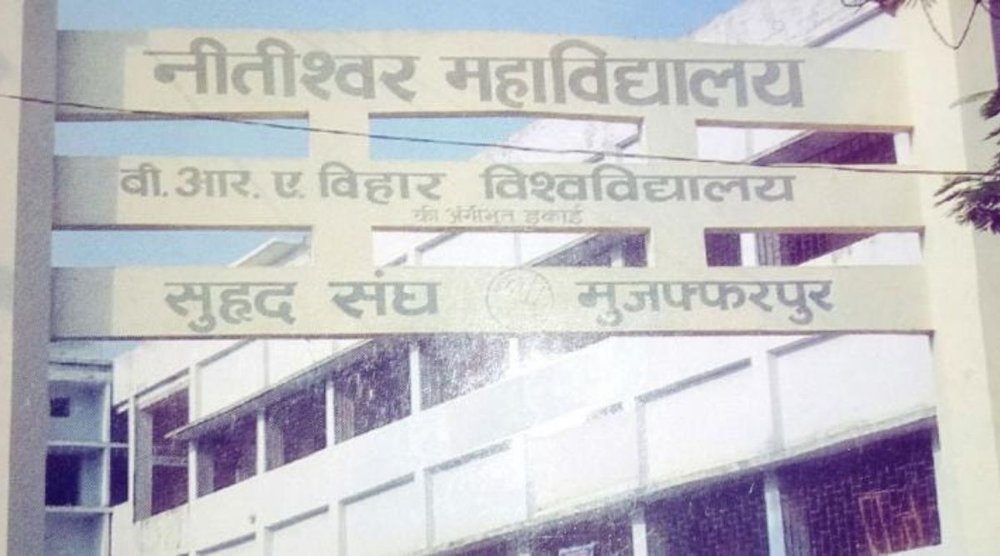 नीतीश्वर महाविद्यालय
वी. आर. ए. विहार विश्वविद्यालय
की अंगीभूत इकाई
सुहृद संघ मुजफ्फरपुर